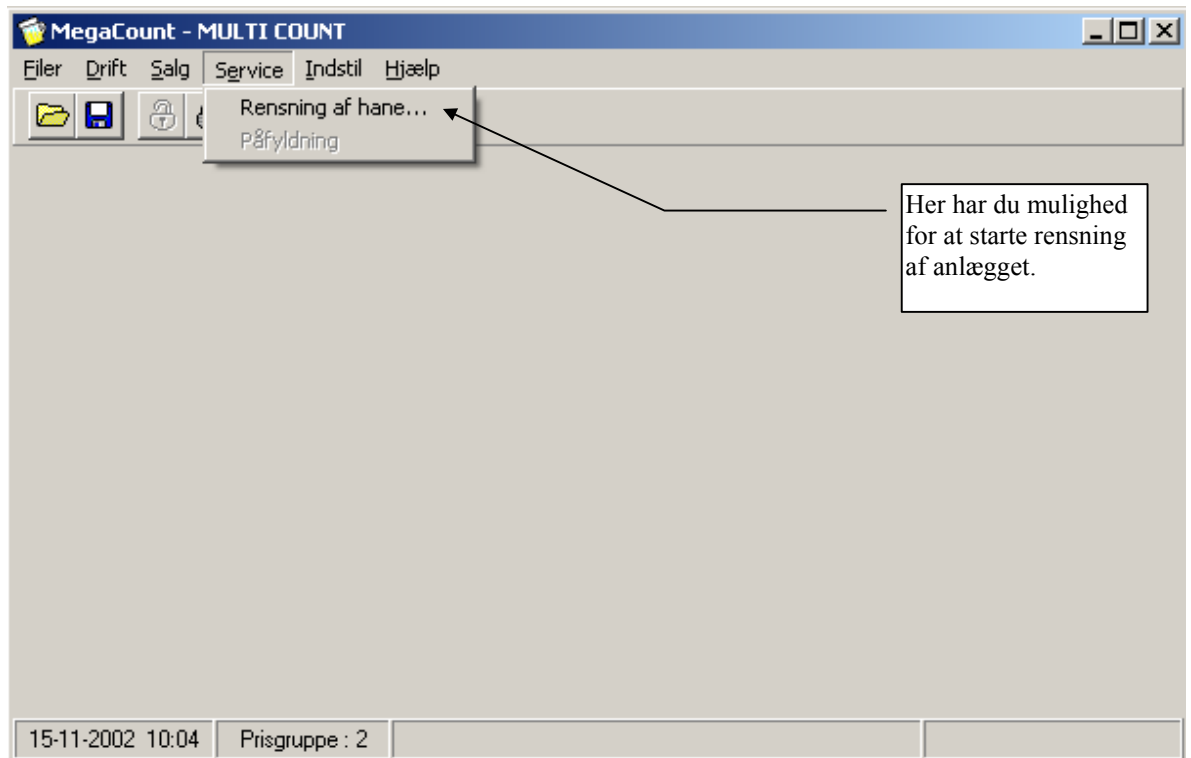 MegaCount - MULTI COUNT
Filer Drift Salg Service Indstil Hjælp
Rensning af hane...
Påfyldning
Her har du mulighed
for at starte rensning
af anlægget.
15-11-2002 10:04 Prisgruppe : 2